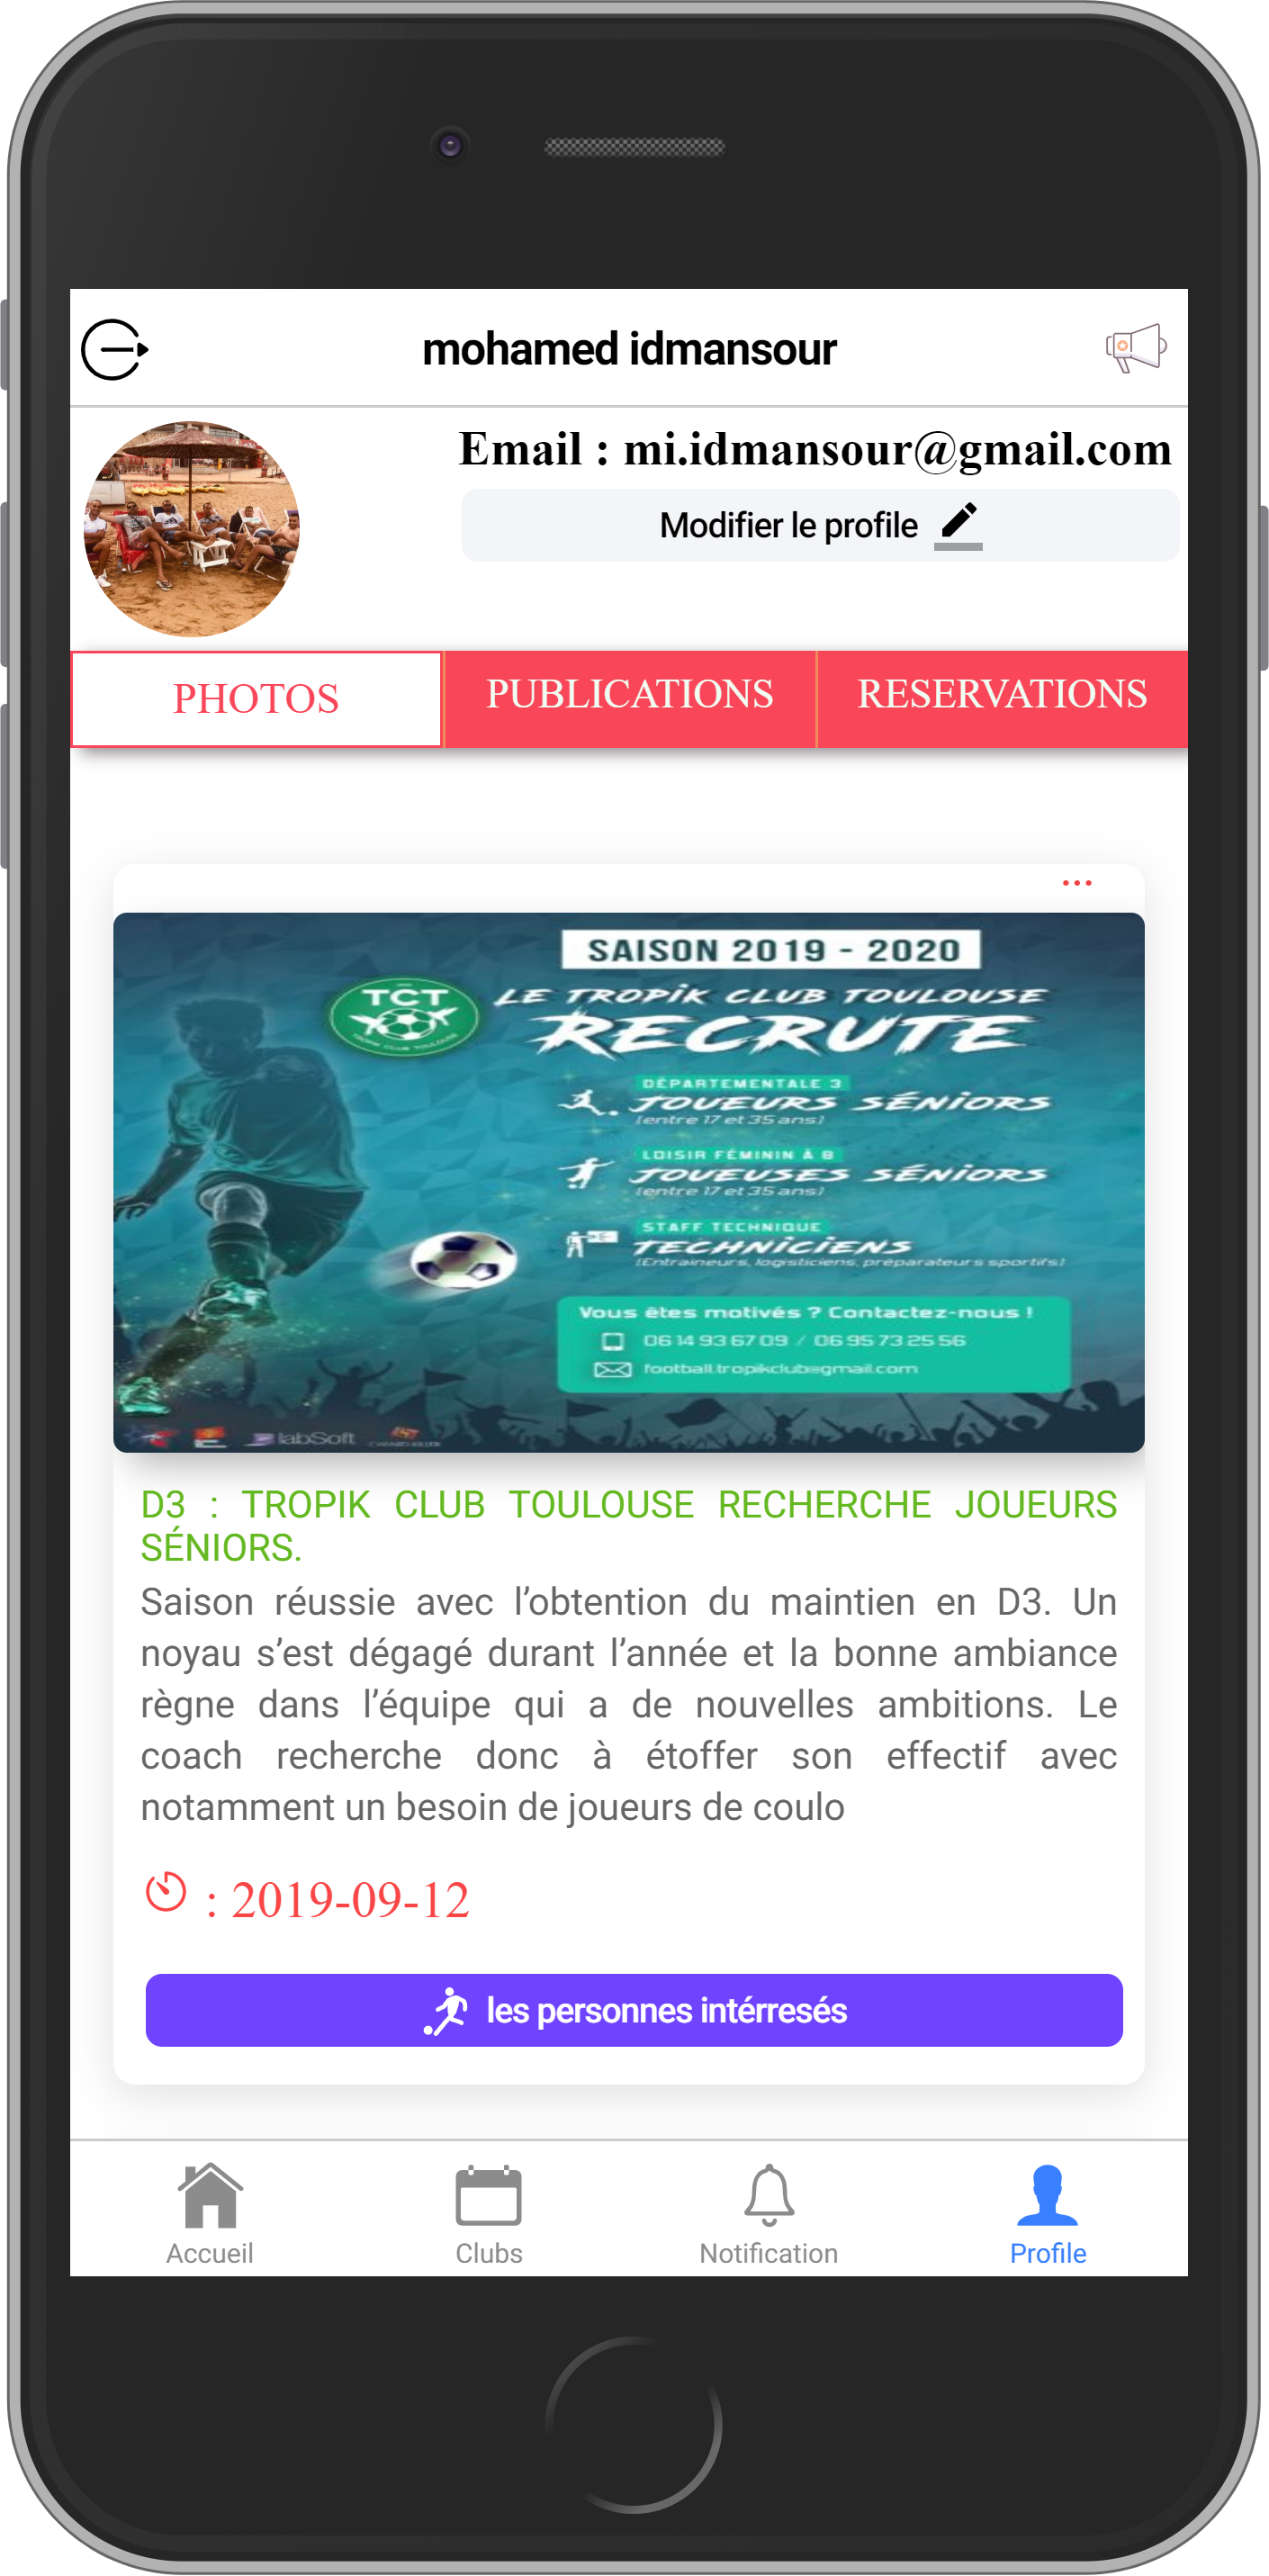 mohamed idmansour
Email : mi.idmansour@gmail.com
Modifier le profile
PHOTOS
PUBLICATIONS
RESERVATIONS
SAISON 2019 - 2020
TCT
TROPIK CLUB TOULOUSE
LE TROPIK CLUB TOULOUSE
RECRUTE
DÉPARTEMENTALE 3
JOUEURS SÉNIORS
(entre 17 et 35 ans)
LOISIR FÉMININ À 8
JOUEUSES SÉNIORS
(entre 17 et 35 ans)
STAFF TECHNIQUE
TECHNICIENS
(Entraineurs, logisticiens, préparateurs sportifs)
Vous êtes motivés ? Contactez-nous !
06 14 93 67 09 / 06 95 73 25 56
football.tropikclub@gmail.com
labSoft
D3 : TROPIK CLUB TOULOUSE RECHERCHE JOUEURS
SÉNIORS.
Saison réussie avec l’obtention du maintien en D3. Un
noyau s’est dégagé durant l’année et la bonne ambiance
règne dans l’équipe qui a de nouvelles ambitions. Le
coach recherche donc à étoffer son effectif avec
notamment un besoin de joueurs de coulo
: 2019-09-12
les personnes intérresés
Accueil
Clubs
Notification
Profile